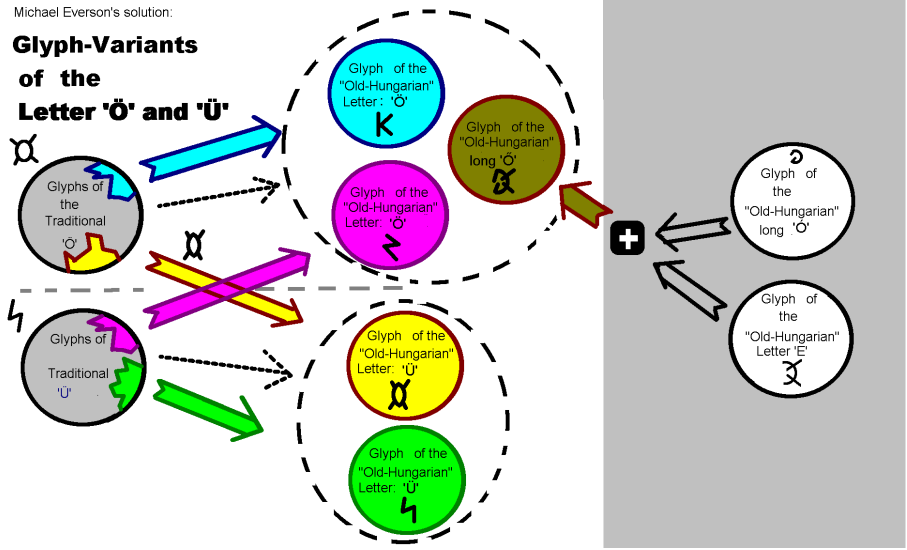 Michael Everson's solution:
Glyph-Variants
of the
Letter 'Ö' and 'Ü'
Glyphs of
the
Traditional
'Ö'
Glyphs of
Traditional
'Ü'
Glyph of the
"Old-Hungarian"
Letter: 'Ö'
Glyph of the
"Old-Hungarian"
long 'Ő'
Glyph of the
"Old-Hungarian"
Letter: 'Ö'
Glyph of the
"Old-Hungarian"
Letter: 'Ü'
Glyph of the
"Old-Hungarian"
Letter: 'Ü'
Glyph of
the
"Old-Hungarian"
long 'Ó'
Glyph of
the
"Old-Hungarian"
Letter 'E'